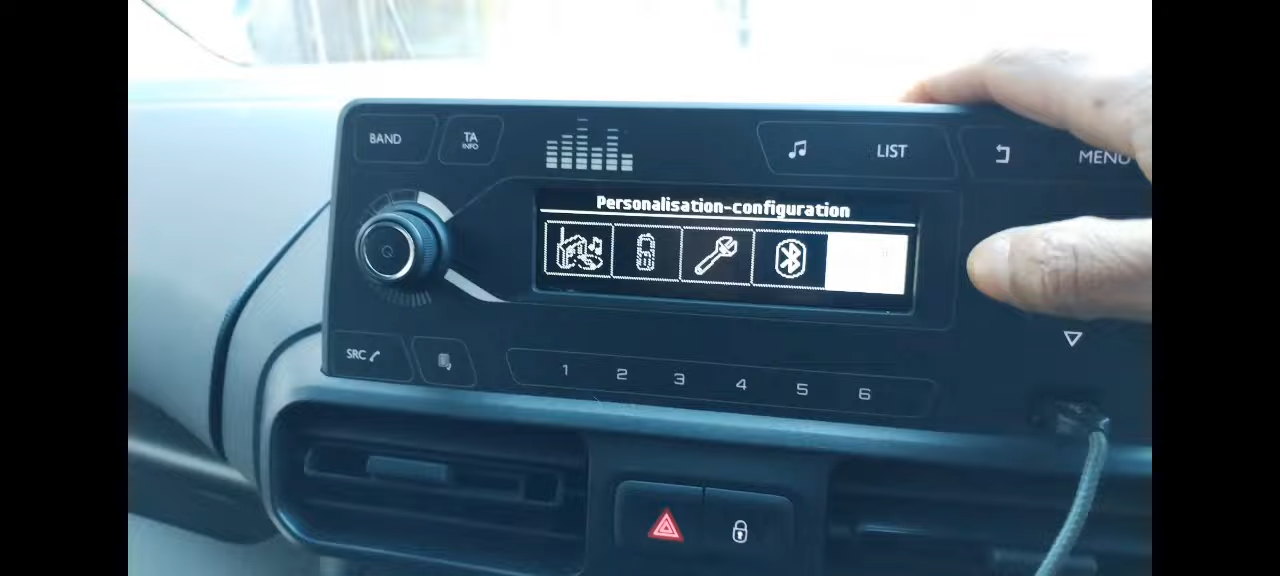 BAND
TA
INFO
LIST
MENU
Personalisation-configuration
SRC
1 2 3 4 5 6